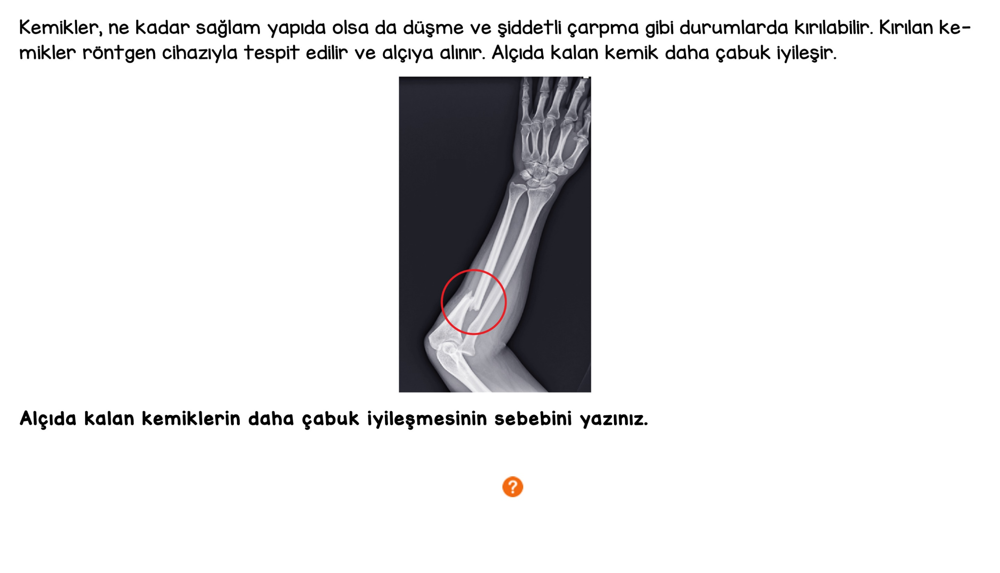 Kemikler, ne kadar sağlam yapıda olsa da düşme ve şiddetli çarpma gibi durumlarda kırılabilir. Kırılan ke-
mikler röntgen cihazıyla tespit edilir ve alçıya alınır. Alçıda kalan kemik daha çabuk iyileşir.
Alçıda kalan kemiklerin daha çabuk iyileşmesinin sebebini yazınız.
?